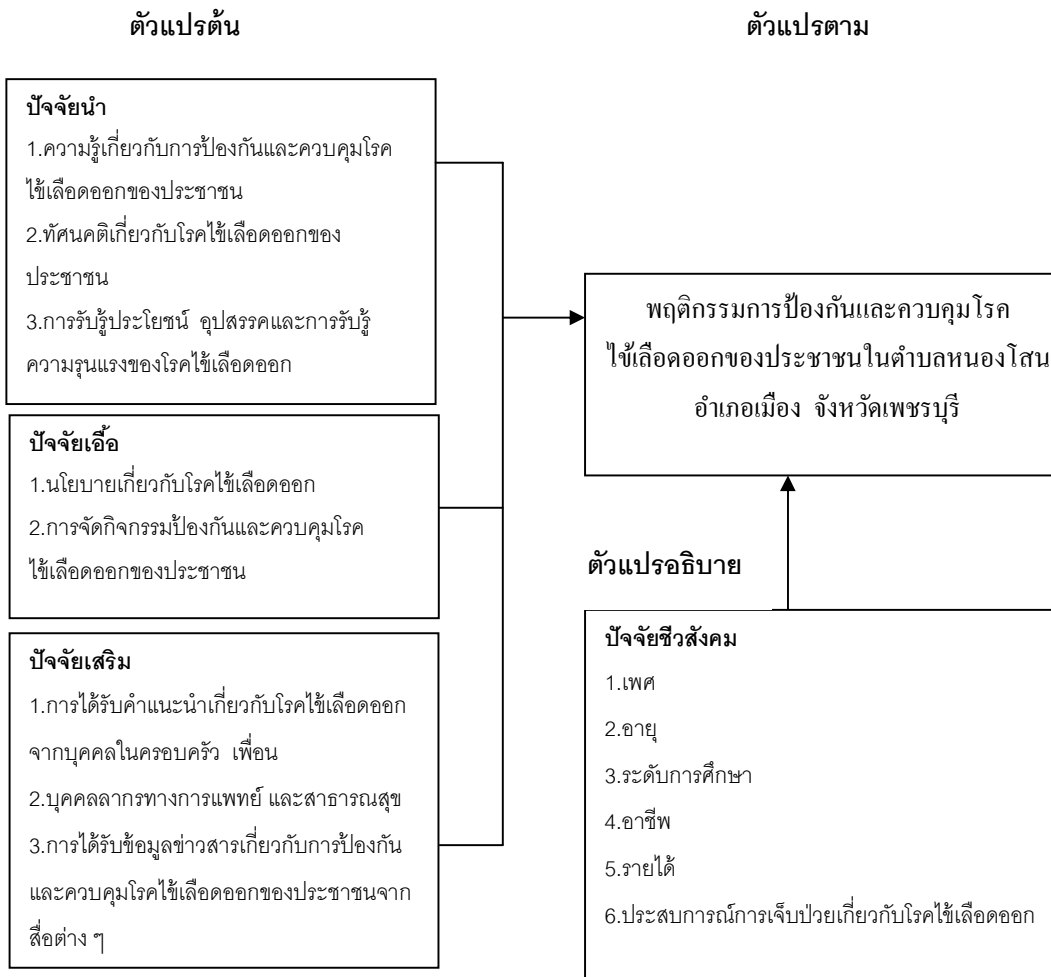 ตัวแปรต้น
ตัวแปรตาม
ปัจจัยนำ
1.ความรู้เกี่ยวกับการป้องกันและควบคุมโรค
ไข้เลือดออกของประชาชน
2.ทัศนคติเกี่ยวกับโรคไข้เลือดออกของ
ประชาชน
3.การรับรู้ประโยชน์ อุปสรรคและการรับรู้
ความรุนแรงของโรคไข้เลือดออก
ปัจจัยเอื้อ
1.นโยบายเกี่ยวกับโรคไข้เลือดออก
2.การจัดกิจกรรมป้องกันและควบคุมโรค
ไข้เลือดออกของประชาชน
ปัจจัยเสริม
1.การได้รับคำแนะนำเกี่ยวกับโรคไข้เลือดออก
จากบุคคลในครอบครัว เพื่อน
2.บุคคลลากรทางการแพทย์ และสาธารณสุข
3.การได้รับข้อมูลข่าวสารเกี่ยวกับการป้องกัน
และควบคุมโรคไข้เลือดออกของประชาชนจาก
สื่อต่าง ๆ
พฤติกรรมการป้องกันและควบคุมโรค
ไข้เลือดออกของประชาชนในตำบลหนองโสน
อำเภอเมือง จังหวัดเพชรบุรี
ตัวแปรอธิบาย
ปัจจัยชีวสังคม
1.เพศ
2.อายุ
3.ระดับการศึกษา
4.อาชีพ
5.รายได้
6.ประสบการณ์การเจ็บป่วยเกี่ยวกับโรคไข้เลือดออก